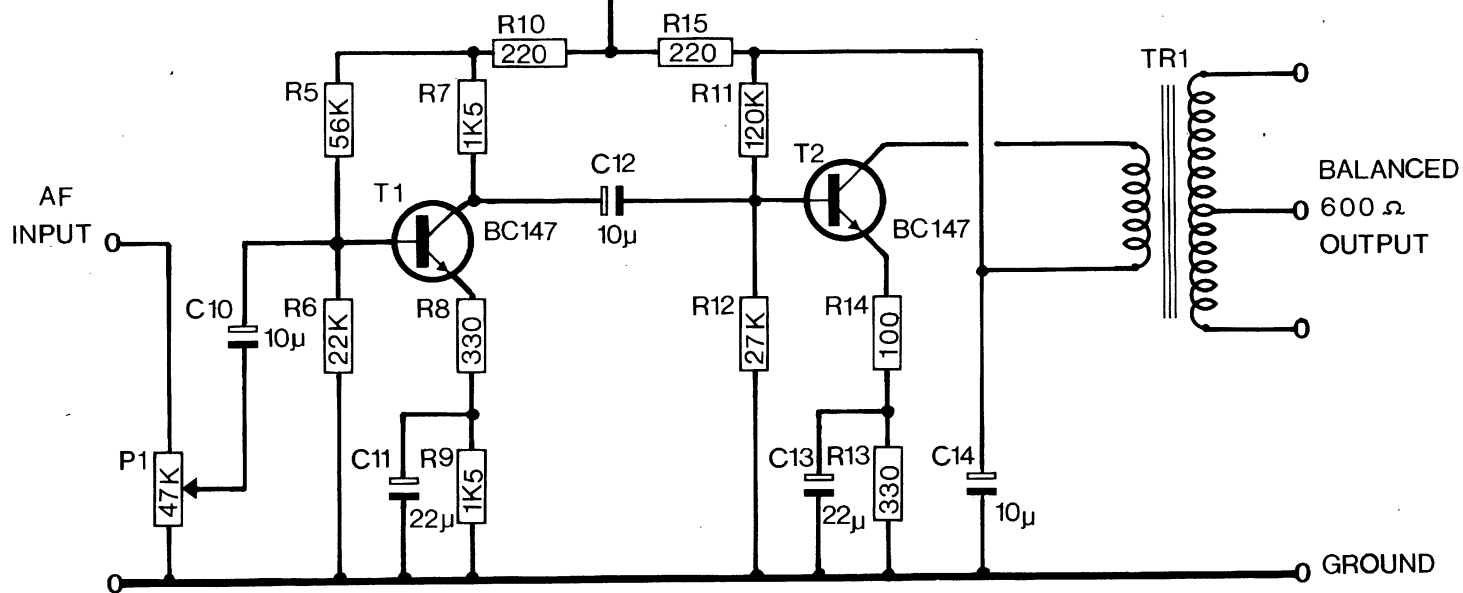 R10
220
R15
220
TR1
R5
56K
R7
1K5
R11
120K
T2
BC147
C12
10μ
T1
BC147
AF
INPUT
BALANCED
600 Ω
OUTPUT
C10
10μ
R6
22K
R8
330
R12
27K
R14
100
P1
47K
C11
22μ
R9
1K5
C13
22μ
R13
330
C14
10μ
GROUND